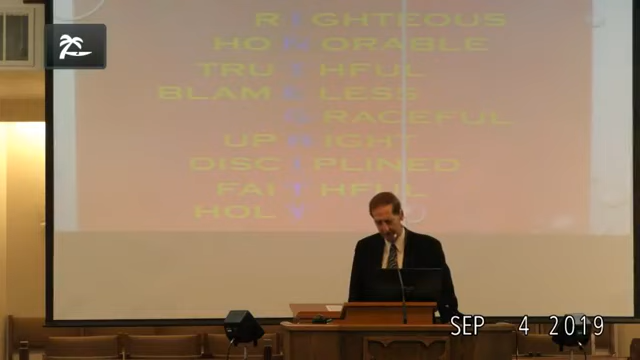 RIGHTEOUS
HONORABLE
TRUTHFUL
BLAMELESS
GRACEFUL
UPRIGHT
DISCIPLINED
FAITHFUL
HOLY
SEP 4 2019